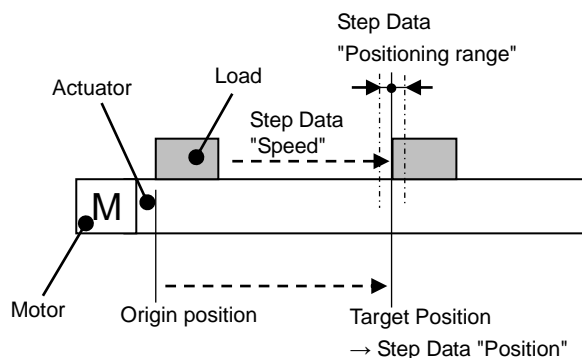 Step Data
"Positioning range"
Actuator
Load
Step Data
"Speed"
M
Motor
Origin position
Target Position
→ Step Data "Position"